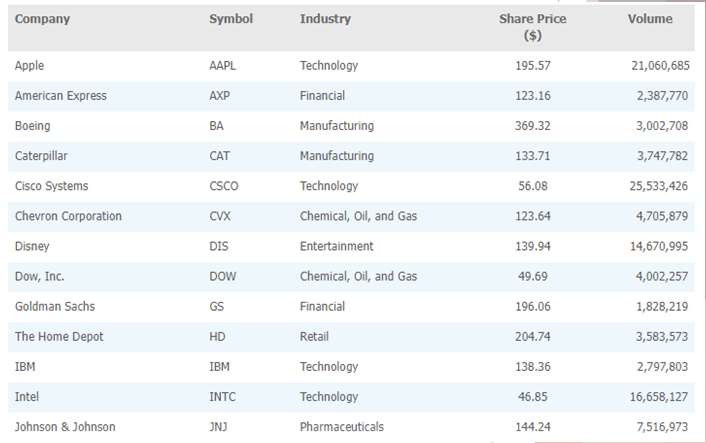 Company Symbol Industry Share Price ($) Volume
Apple AAPL Technology 195.57 21,060,685
American Express AXP Financial 123.16 2,387,770
Boeing BA Manufacturing 369.32 3,002,708
Caterpillar CAT Manufacturing 133.71 3,747,782
Cisco Systems CSCO Technology 56.08 25,533,426
Chevron Corporation CVX Chemical, Oil, and Gas 123.64 4,705,879
Disney DIS Entertainment 139.94 14,670,995
Dow, Inc. DOW Chemical, Oil, and Gas 49.69 4,002,257
Goldman Sachs GS Financial 196.06 1,828,219
The Home Depot HD Retail 204.74 3,583,573
IBM IBM Technology 138.36 2,797,803
Intel INTC Technology 46.85 16,658,127
Johnson & Johnson JNJ Pharmaceuticals 144.24 7,516,973